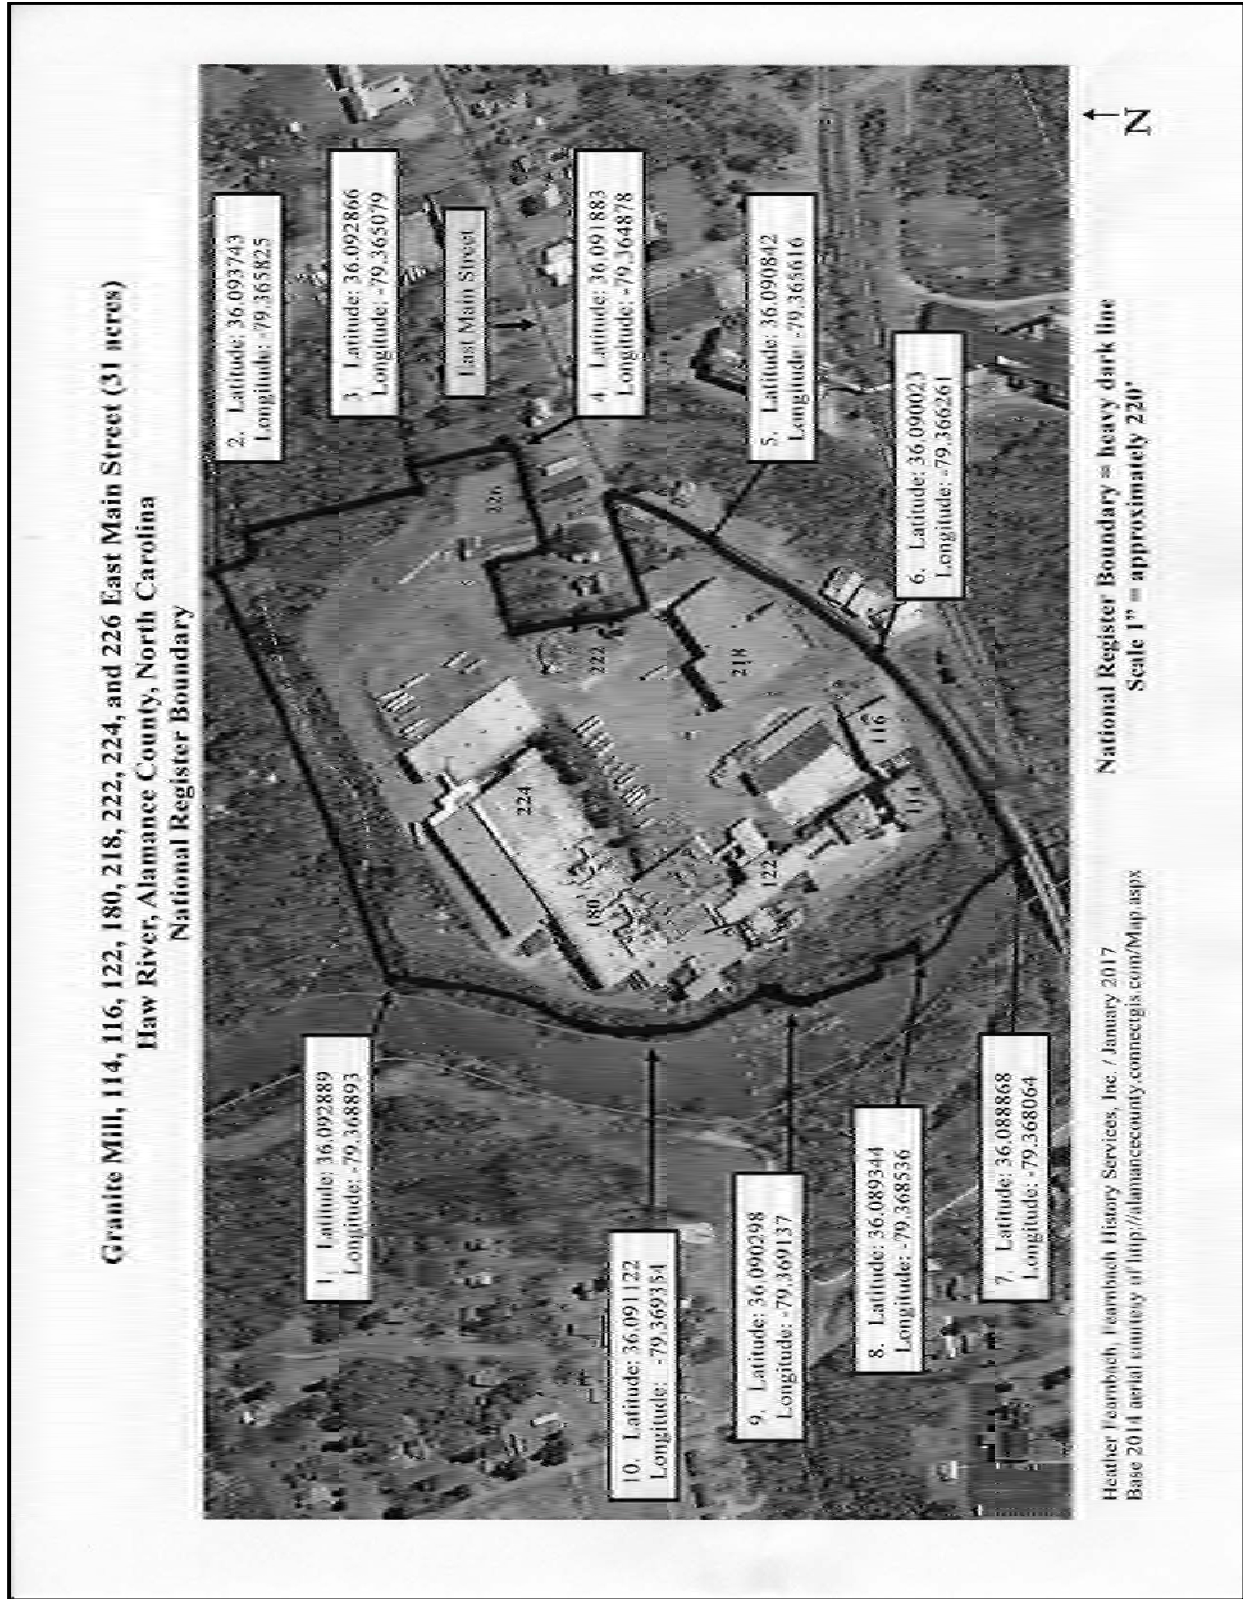 Granite Mill, 114, 116, 122, 180, 218, 222, 224, and 226 East Main Street (31 acres)
Haw River, Alamance County, North Carolina
National Register Boundary
1. Latitude: 36.092889
Longitude: -79.368893
2. Latitude: 36.093743
Longitude: -79.365825
3. Latitude: 36.092866
Longitude: -79.365079
East Main Street
4. Latitude: 36.091883
Longitude: -79.364878
5. Latitude: 36.090842
Longitude: -79.365616
6. Latitude: 36.090023
Longitude: -79.366261
7. Latitude: 36.088868
Longitude: -79.368064
8. Latitude: 36.089344
Longitude: -79.368536
9. Latitude: 36.090298
Longitude: -79.369137
10. Latitude: 36.091122
Longitude: -79.369354
226
222
224
218
180
122
116
114
Heather Fearnbach, Fearnbach History Services, Inc. / January 2017
Base 2014 aerial courtesy of http://alamancecounty.connectgis.com/Map.aspx
National Register Boundary = heavy dark line
Scale 1" = approximately 220'
N